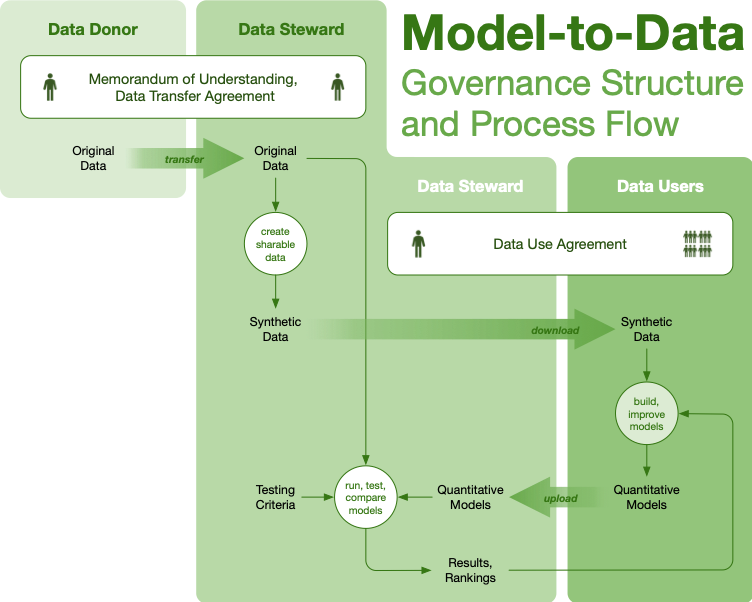 Data Donor
Data Steward
Model-to-Data
Governance Structure
and Process Flow
Memorandum of Understanding,
Data Transfer Agreement
Original
Data
transfer
Original
Data
Data Steward
Data Users
create
sharable
data
Data Use Agreement
Synthetic
Data
download
Synthetic
Data
build,
improve
models
Testing
Criteria
run, test,
compare
models
Quantitative
Models
upload
Quantitative
Models
Results,
Rankings